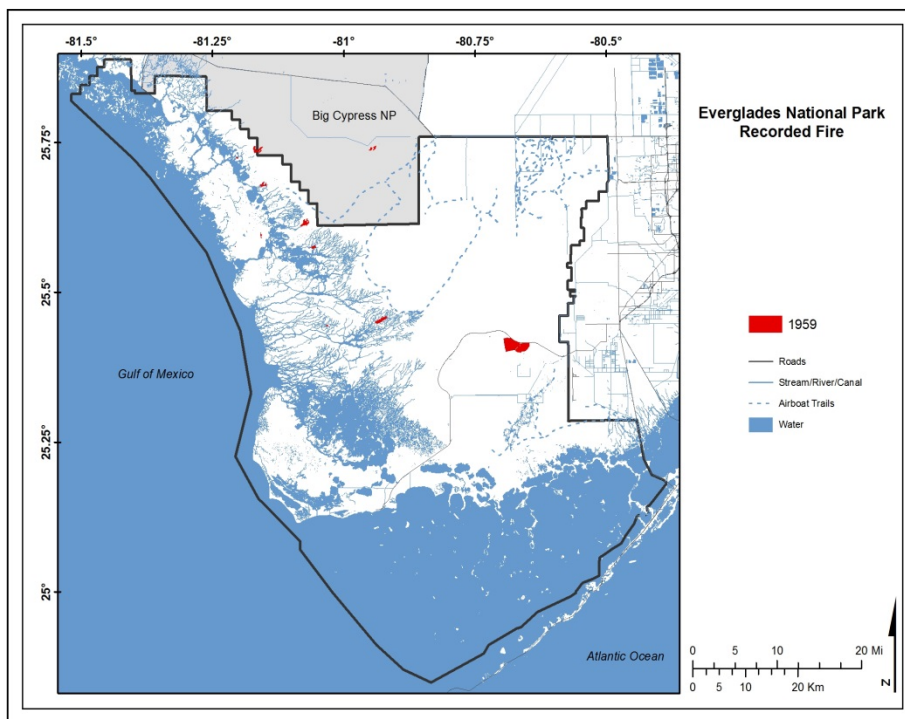 -81.5°
-81.25°
-81°
-80.75°
-80.5°
25.75°
25.5°
25.25°
25°
Big Cypress NP
Gulf of Mexico
Atlantic Ocean
Everglades National Park
Recorded Fire
1959
Roads
Stream/River/Canal
Airboat Trails
Water
0 5 10 20 Mi
0 5 10 20 Km
N